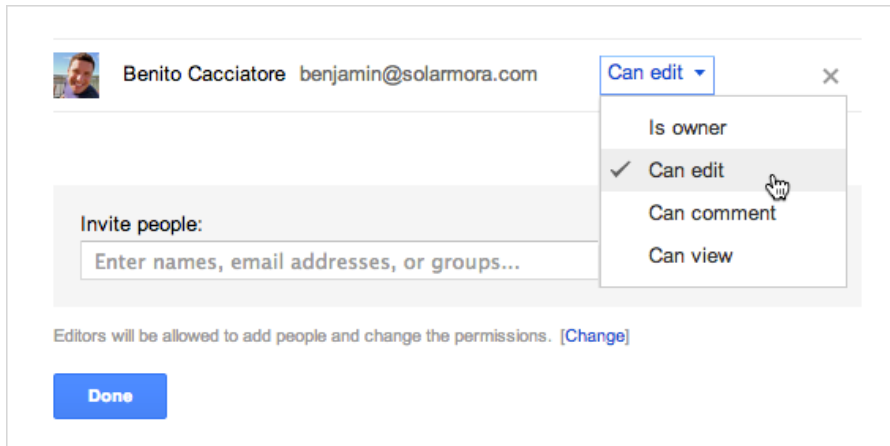 Benito Cacciatore benjamin@solarmora.com Can edit
Is owner
Can edit
Can comment
Can view
Invite people:
Enter names, email addresses, or groups...
Editors will be allowed to add people and change the permissions. [Change]
Done